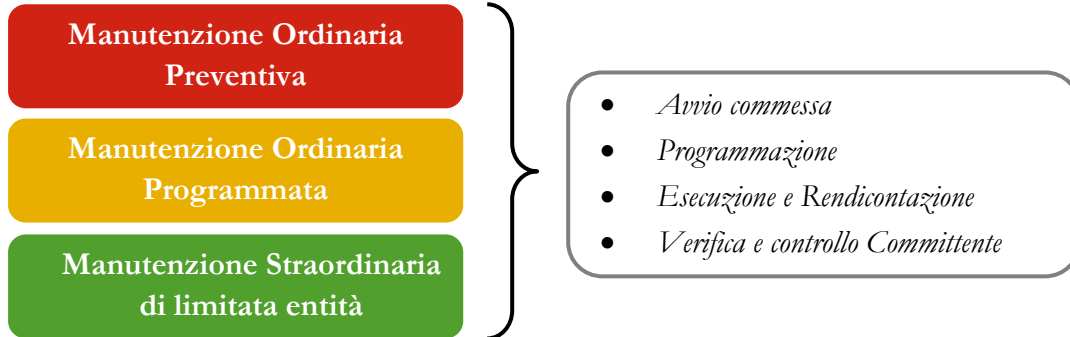 Manutenzione Ordinaria
Preventiva
Manutenzione Ordinaria
Programmata
Manutenzione Straordinaria
di limitata entità
• Avvio commessa
• Programmazione
• Esecuzione e Rendicontazione
• Verifica e controllo Committente